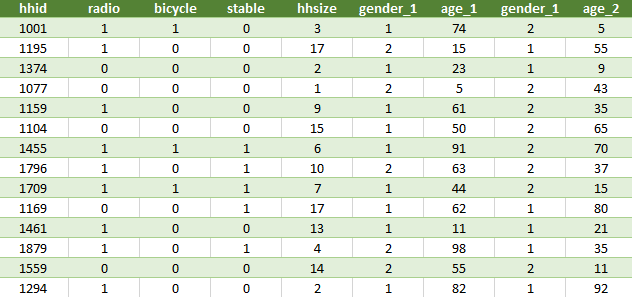 hhid radio bicycle stable hhsize gender_1 age_1 gender_1 age_2
1001 1 1 0 3 1 74 2 5
1195 1 0 0 17 2 15 1 55
1374 0 0 0 2 1 23 1 9
1077 0 0 0 1 2 5 2 43
1159 1 0 0 9 1 61 2 35
1104 0 0 0 15 1 50 2 65
1455 1 1 1 6 1 91 2 70
1796 1 0 1 10 2 63 2 37
1709 1 1 1 7 1 44 2 15
1169 0 0 1 17 1 62 1 80
1461 1 0 0 13 1 11 1 21
1879 1 0 1 4 2 98 1 35
1559 0 0 0 14 2 55 2 11
1294 1 0 0 2 1 82 1 92